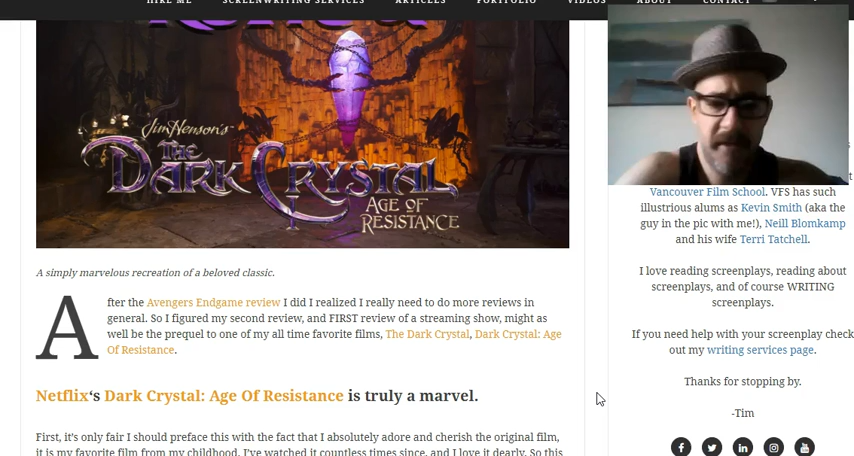 HIRE ME SCREENWRITING SERVICES ARTICLES PORTFOLIO VIDEOS ABOUT CONTACT
Jim Henson's
THE
DARK CRYSTAL
AGE OF
RESISTANCE
A simply marvelous recreation of a beloved classic.
After the Avengers Endgame review I did I realized I really need to do more reviews in
general. So I figured my second review, and FIRST review of a streaming show, might as
well be the prequel to one of my all time favorite films, The Dark Crystal, Dark Crystal: Age
Of Resistance.
Netflix‘s Dark Crystal: Age Of Resistance is truly a marvel.
First, it’s only fair I should preface this with the fact that I absolutely adore and cherish the original film,
it is my favorite film from my childhood. I’ve watched it countless times since, and I love it dearly. So this
Vancouver Film School. VFS has such
illustrious alums as Kevin Smith (aka the
guy in the pic with me!), Neill Blomkamp
and his wife Terri Tatchell.
I love reading screenplays, reading about
screenplays, and of course WRITING
screenplays.
If you need help with your screenplay check
out my writing services page.
Thanks for stopping by.
-Tim